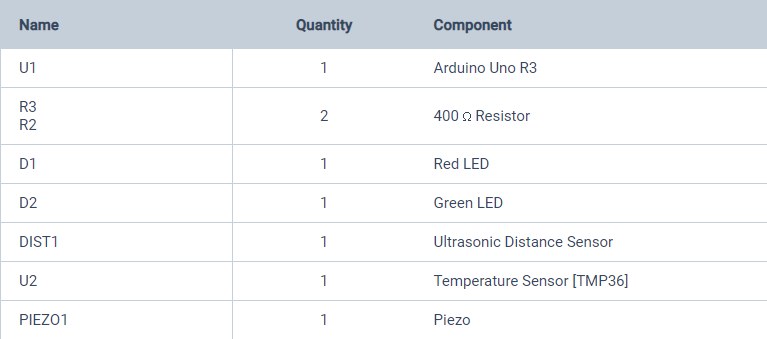 Name Quantity Component
U1 1 Arduino Uno R3
R3
R2 2 400 Ω Resistor
D1 1 Red LED
D2 1 Green LED
DIST1 1 Ultrasonic Distance Sensor
U2 1 Temperature Sensor [TMP36]
PIEZO1 1 Piezo